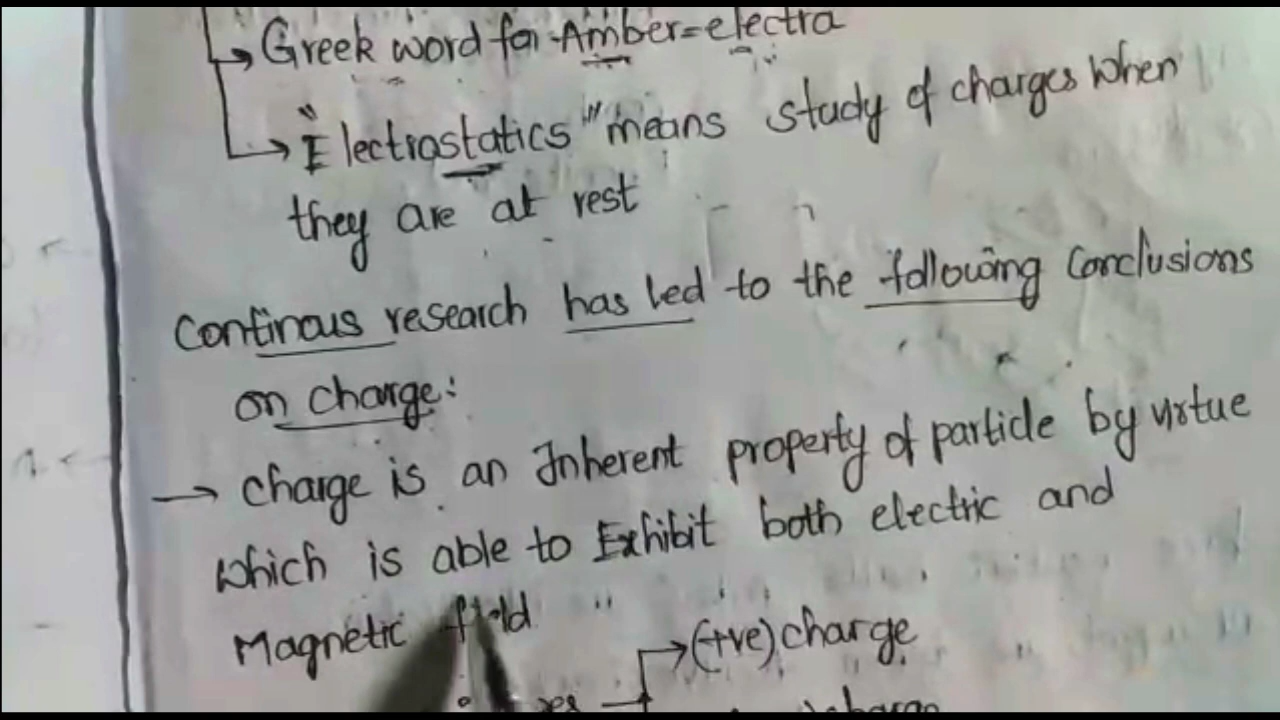 → Greek word for Amber=electra
→ "Electrostatics" means study of charges when
they are at rest
Continous research has led to the following Conclusions
on charge:
→ charge is an Inherent property of particle by virtue
which is able to Exhibit both electric and
Magnetic field
→(+ve) charge